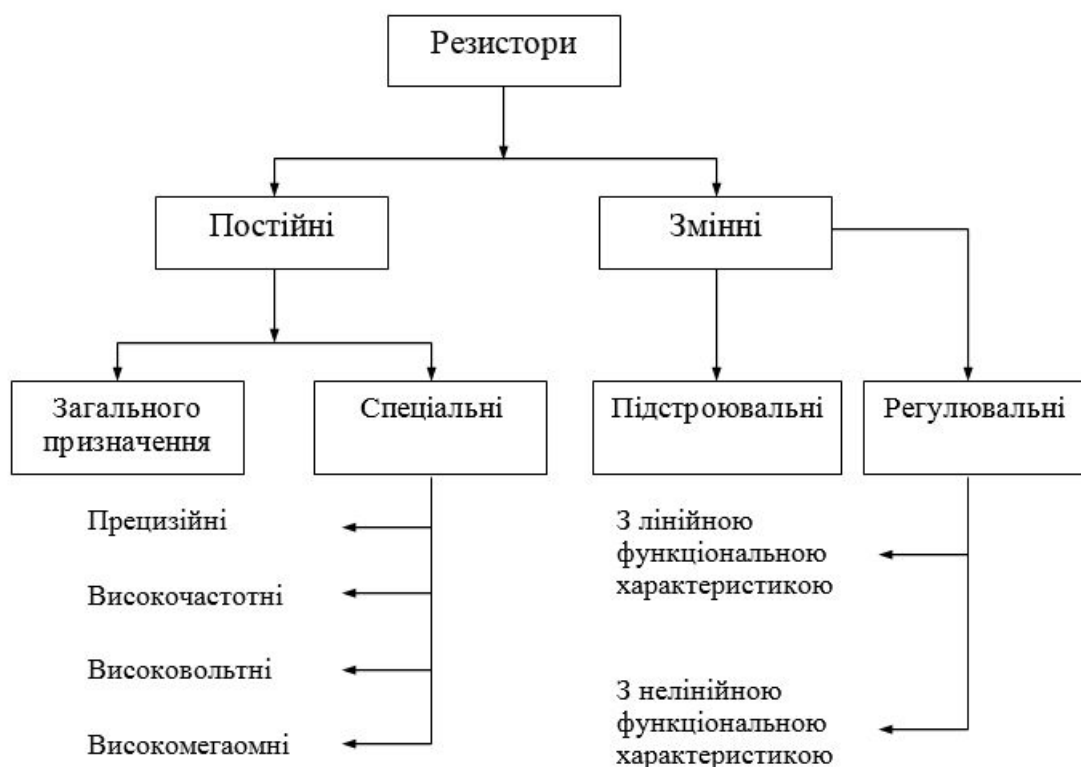 Резистори
Постійні
Змінні
Загального
призначення
Спеціальні
Підстроювальні
Регулювальні
Прецизійні
Високочастотні
Високовольтні
Високомегаомні
З лінійною
функціональною
характеристикою
З нелінійною
функціональною
характеристикою